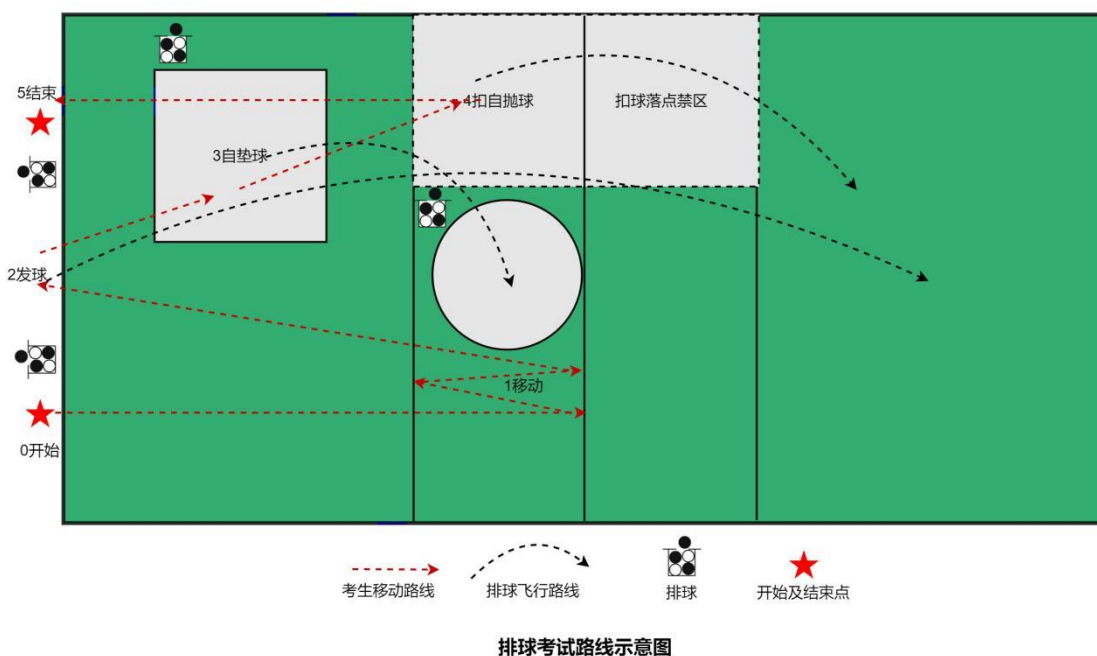 5结束
4扣自抛球
扣球落点禁区
3自垫球
2发球
1移动
0开始
考生移动路线
排球飞行路线
排球
开始及结束点
排球考试路线示意图